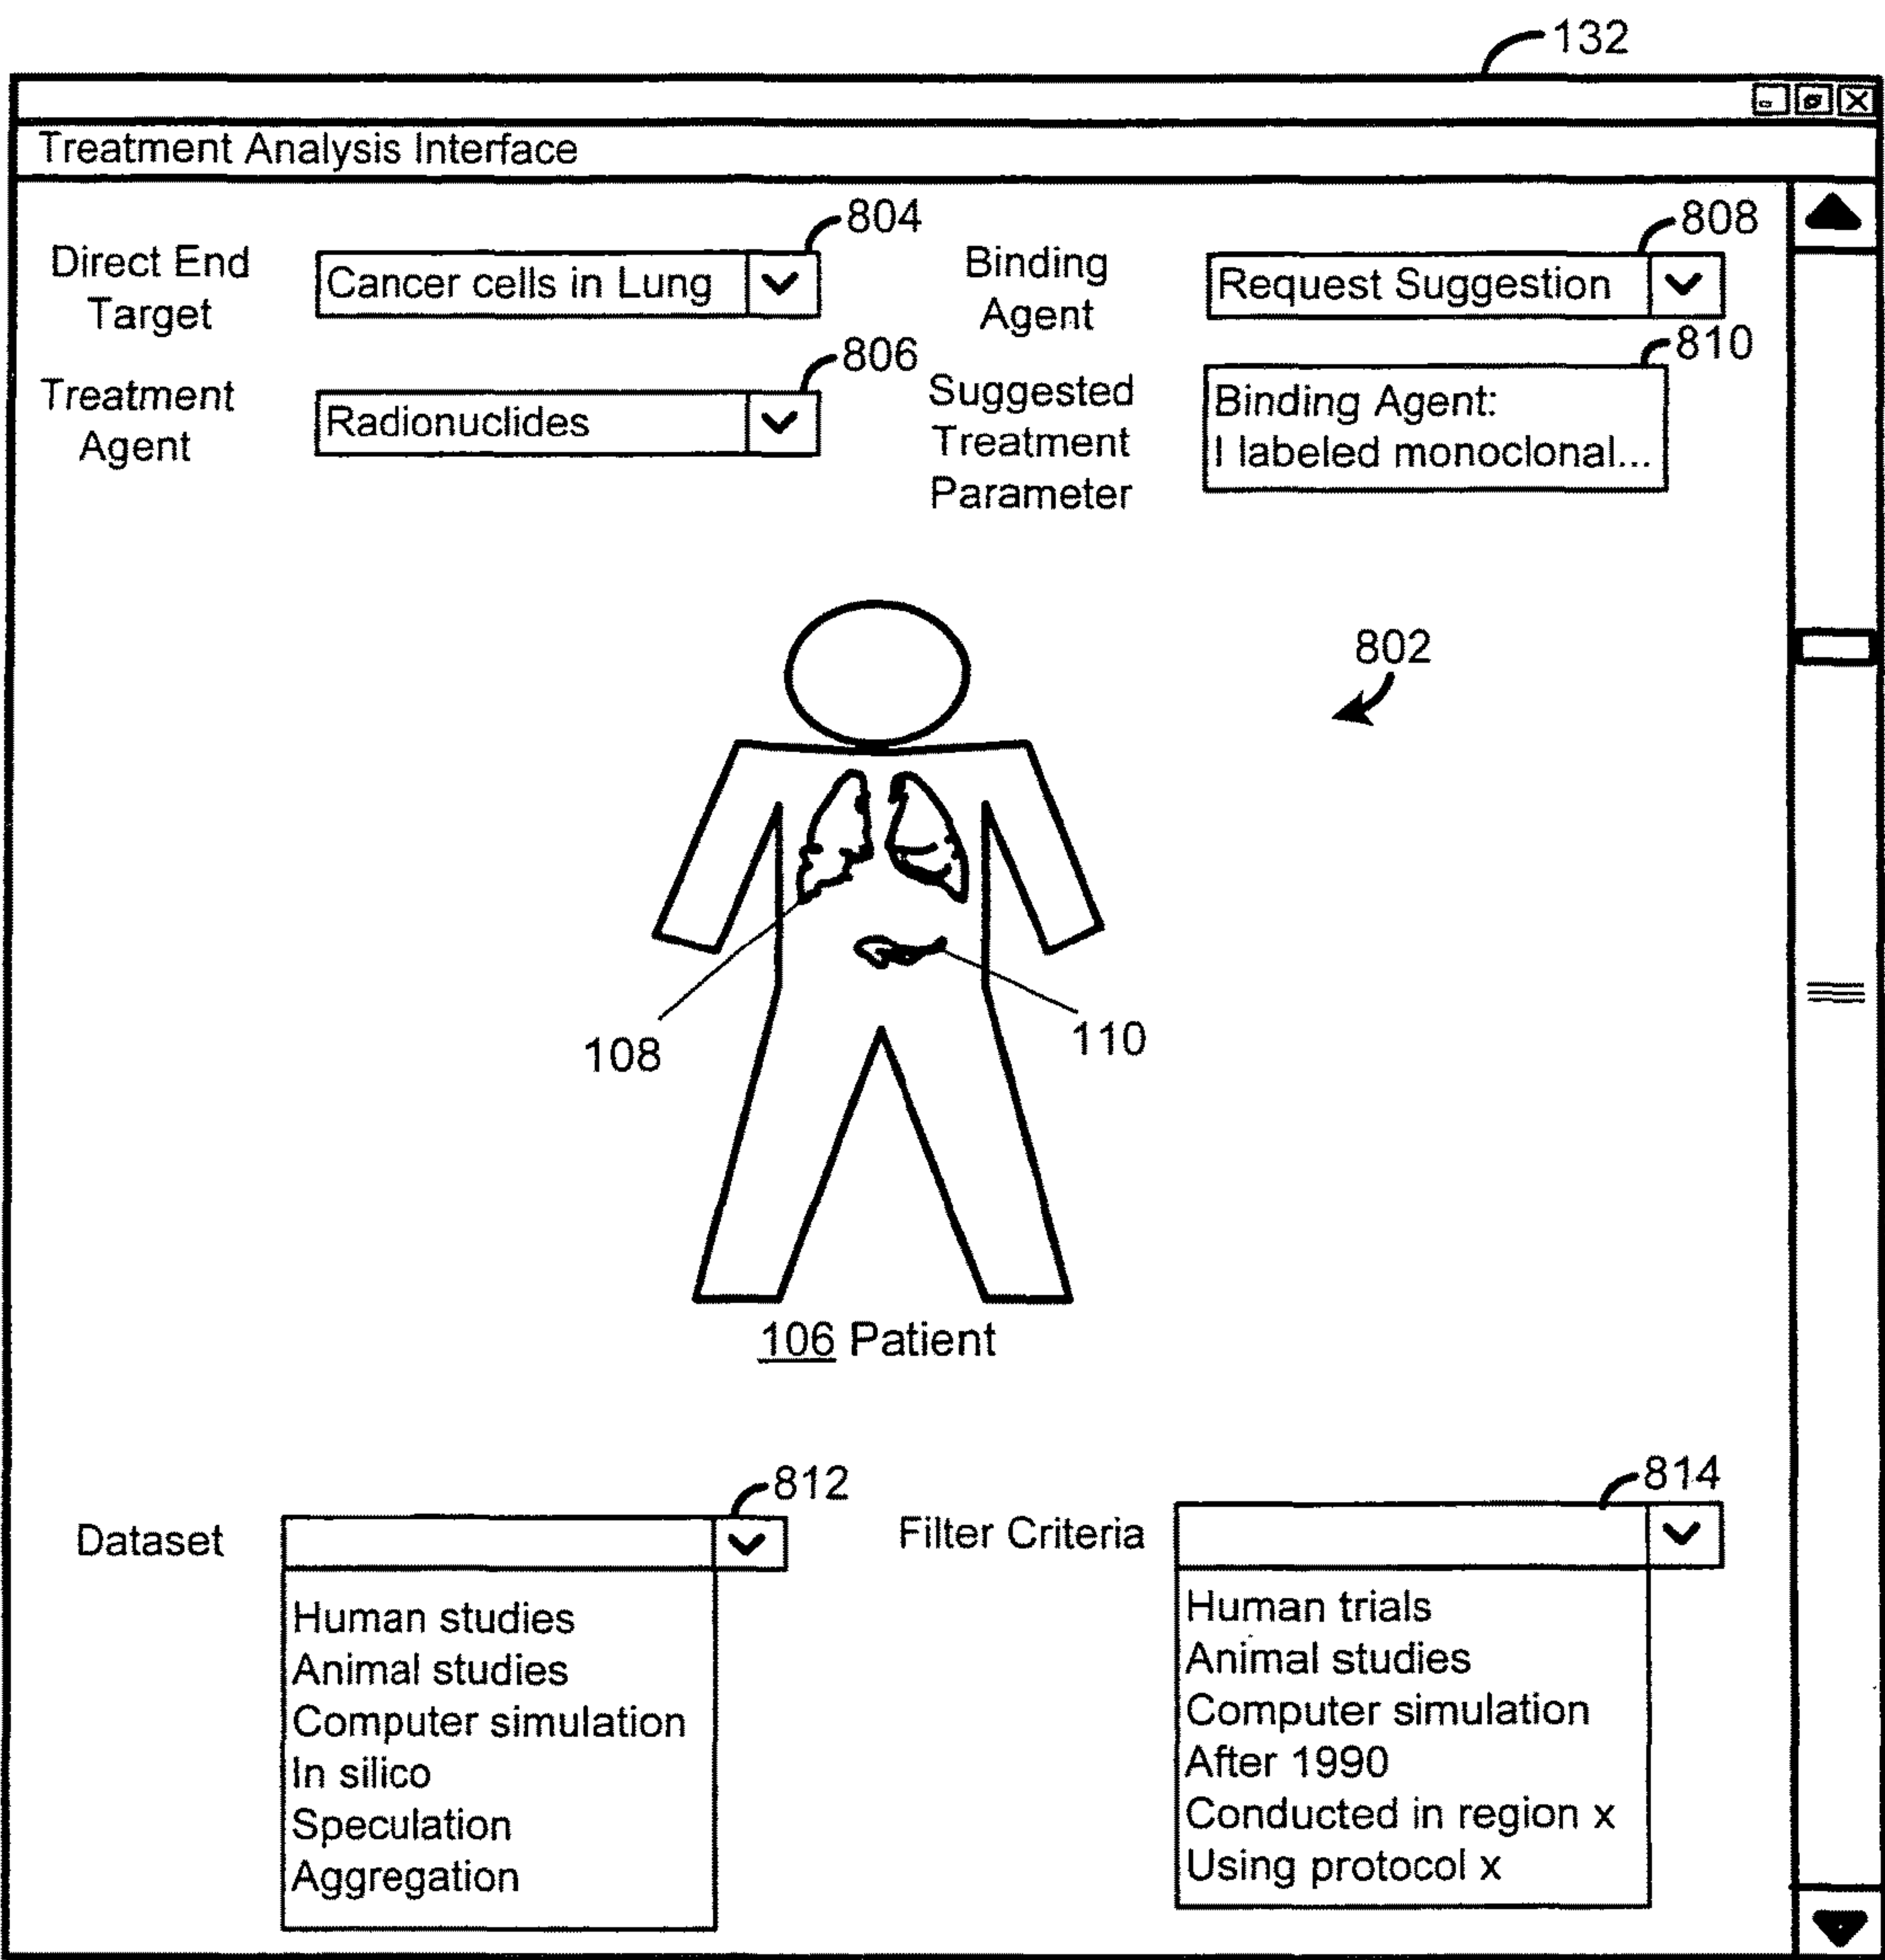 132
Treatment Analysis Interface
804
808
Direct End
Target
Cancer cells in Lung
Binding
Agent
Request Suggestion
806
810
Treatment
Agent
Radionuclides
Suggested
Treatment
Parameter
Binding Agent:
I labeled monoclonal...
802
108
110
106 Patient
812
814
Dataset
Filter Criteria
Human studies
Animal studies
Computer simulation
In silico
Speculation
Aggregation
Human trials
Animal studies
Computer simulation
After 1990
Conducted in region x
Using protocol x